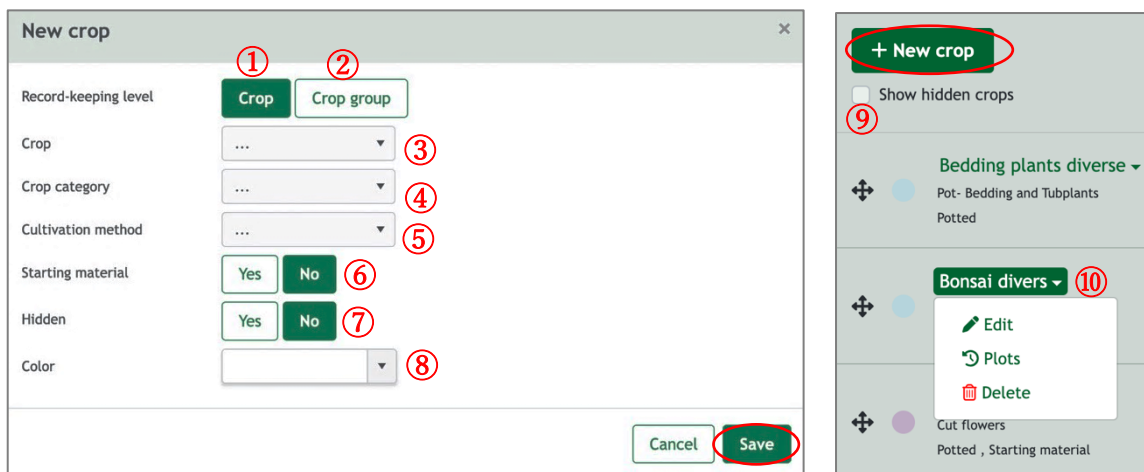 New crop ×
① ②
Record-keeping level Crop Crop group
Crop ... ③
Crop category ... ④
Cultivation method ... ⑤
Starting material Yes No ⑥
Hidden Yes No ⑦
Color ⑧
Cancel Save
+ New crop
Show hidden crops
⑨
Bedding plants diverse
Pot- Bedding and Tubplants
Potted
Bonsai divers ⑩
Edit
Plots
Delete
Cut flowers
Potted , Starting material